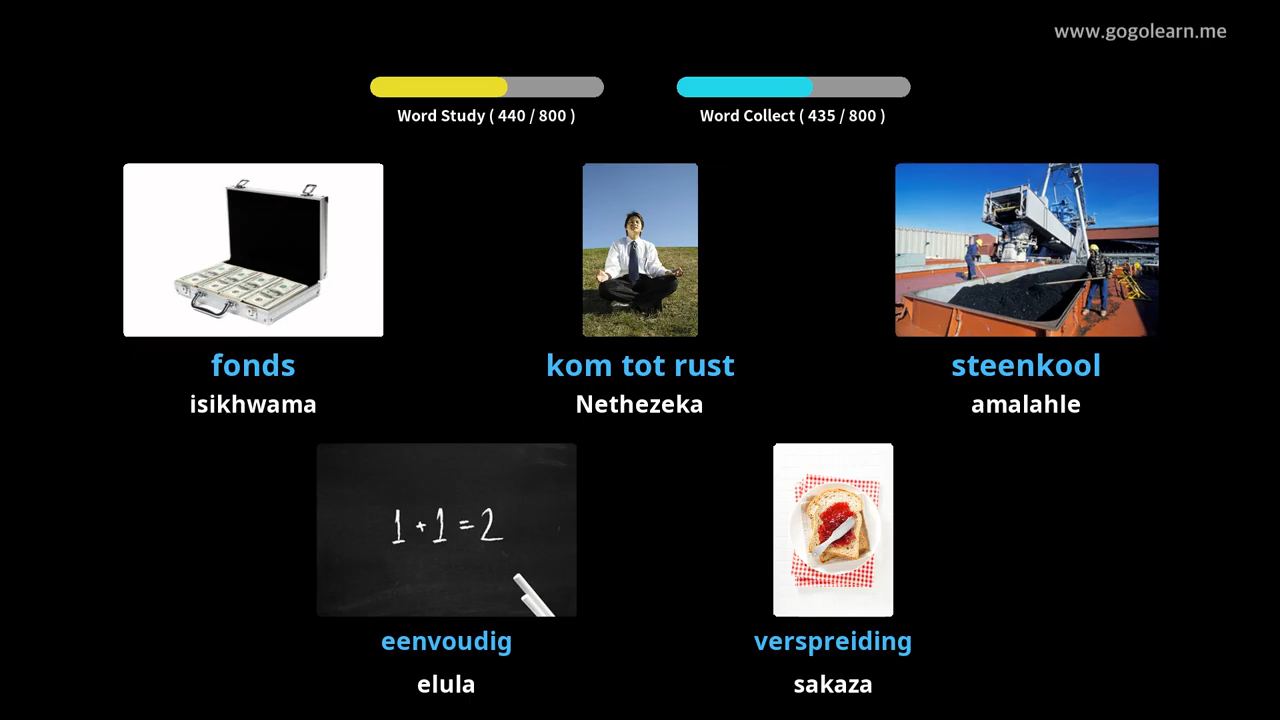 www.gogolearn.me
Word Study ( 440 / 800 )
Word Collect ( 435 / 800 )
fonds
isikhwama
kom tot rust
Nethezeka
steenkool
amalahle
1 + 1 = 2
eenvoudig
elula
verspreiding
sakaza